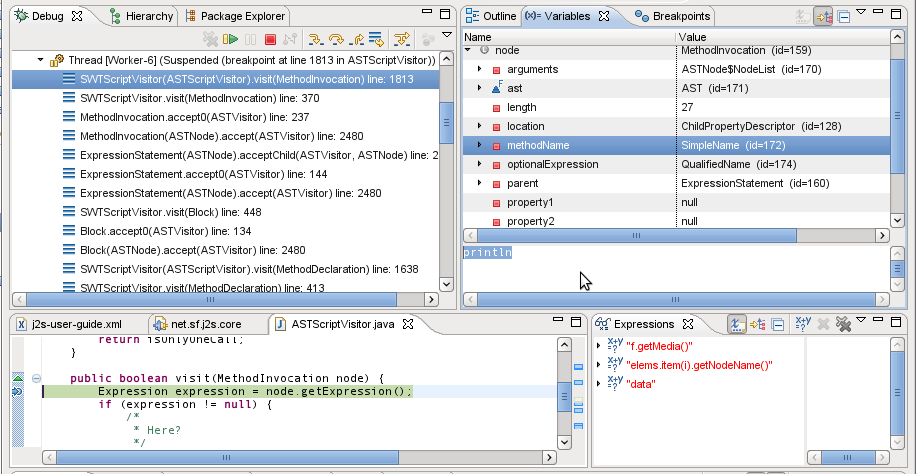 Debug Hierarchy Package Explorer
Thread [Worker-6] (Suspended (breakpoint at line 1813 in ASTScriptVisitor))
SWTScriptVisitor(ASTScriptVisitor).visit(MethodInvocation) line: 1813
SWTScriptVisitor.visit(MethodInvocation) line: 370
MethodInvocation.accept0(ASTVisitor) line: 237
MethodInvocation(ASTNode).accept(ASTVisitor) line: 2480
ExpressionStatement(ASTNode).acceptChild(ASTVisitor, ASTNode) line: 2
ExpressionStatement.accept0(ASTVisitor) line: 144
ExpressionStatement(ASTNode).accept(ASTVisitor) line: 2480
SWTScriptVisitor.visit(Block) line: 448
Block.accept0(ASTVisitor) line: 134
Block(ASTNode).accept(ASTVisitor) line: 2480
SWTScriptVisitor(ASTScriptVisitor).visit(MethodDeclaration) line: 1638
SWTScriptVisitor.visit(MethodDeclaration) line: 413
Outline (x)= Variables Breakpoints
Name Value
node MethodInvocation (id=159)
arguments ASTNode$NodeList (id=170)
F ast AST (id=171)
length 27
location ChildPropertyDescriptor (id=128)
methodName SimpleName (id=172)
optionalExpression QualifiedName (id=174)
parent ExpressionStatement (id=160)
property1 null
property2 null
println
j2s-user-guide.xml net.sf.j2s.core ASTScriptVisitor.java
return isOnlyOneCall;
}
public boolean visit(MethodInvocation node) {
Expression expression = node.getExpression();
if (expression != null) {
/*
* Here?
*/
Expressions
x+y
x+y =? "f.getMedia()"
x+y =? "elems.item(i).getNodeName()"
x+y =? "data"